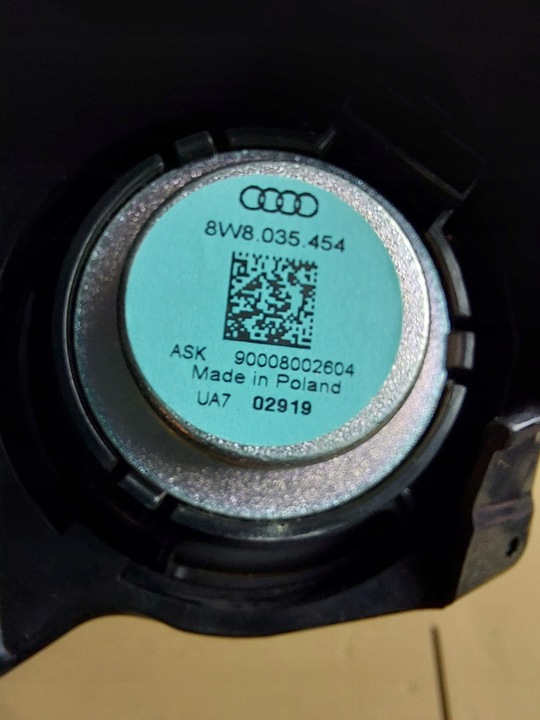 8W8.035.454
ASK 90008002604
Made in Poland
UA7 02919